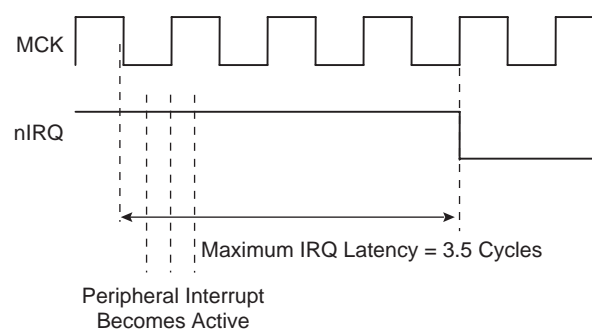 MCK
nIRQ
Maximum IRQ Latency = 3.5 Cycles
Peripheral Interrupt
Becomes Active